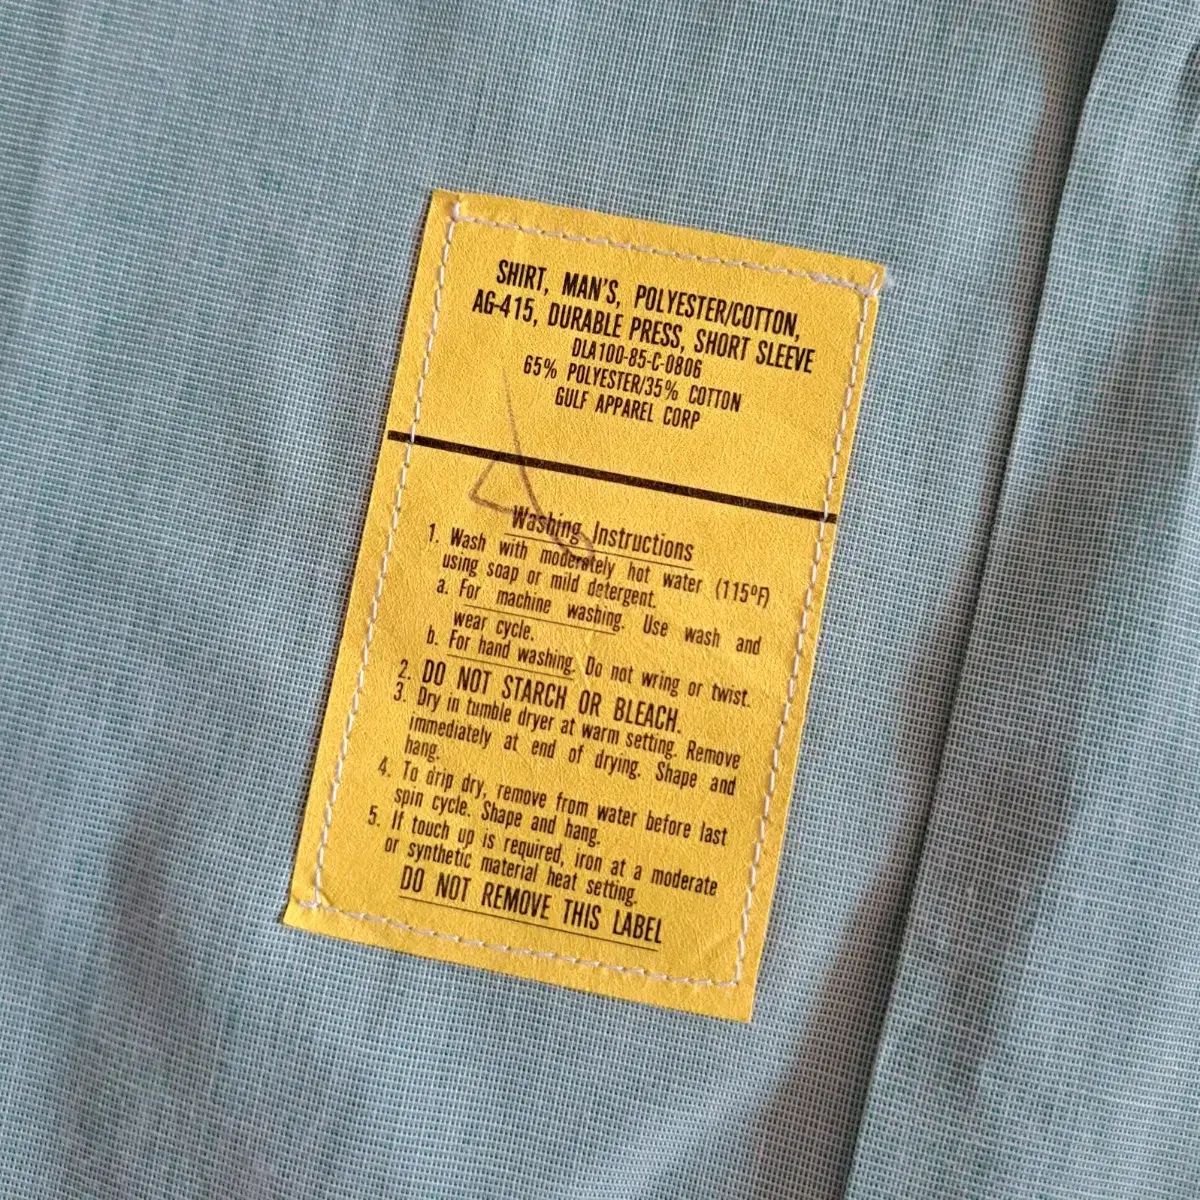 SHIRT, MAN'S, POLYESTER/COTTON,
AG-415, DURABLE PRESS, SHORT SLEEVE
DLA100-85-C-0806
65% POLYESTER/35% COTTON
GULF APPAREL CORP
Washing Instructions
1. Wash with moderately hot water (115ºF)
using soap or mild detergent.
a. For machine washing. Use wash and
wear cycle.
b. For hand washing. Do not wring or twist.
2. DO NOT STARCH OR BLEACH.
3. Dry in tumble dryer at warm setting. Remove
immediately at end of drying. Shape and
hang.
4. To drip dry, remove from water before last
spin cycle. Shape and hang.
5. If touch up is required, iron at a moderate
or synthetic material heat setting.
DO NOT REMOVE THIS LABEL